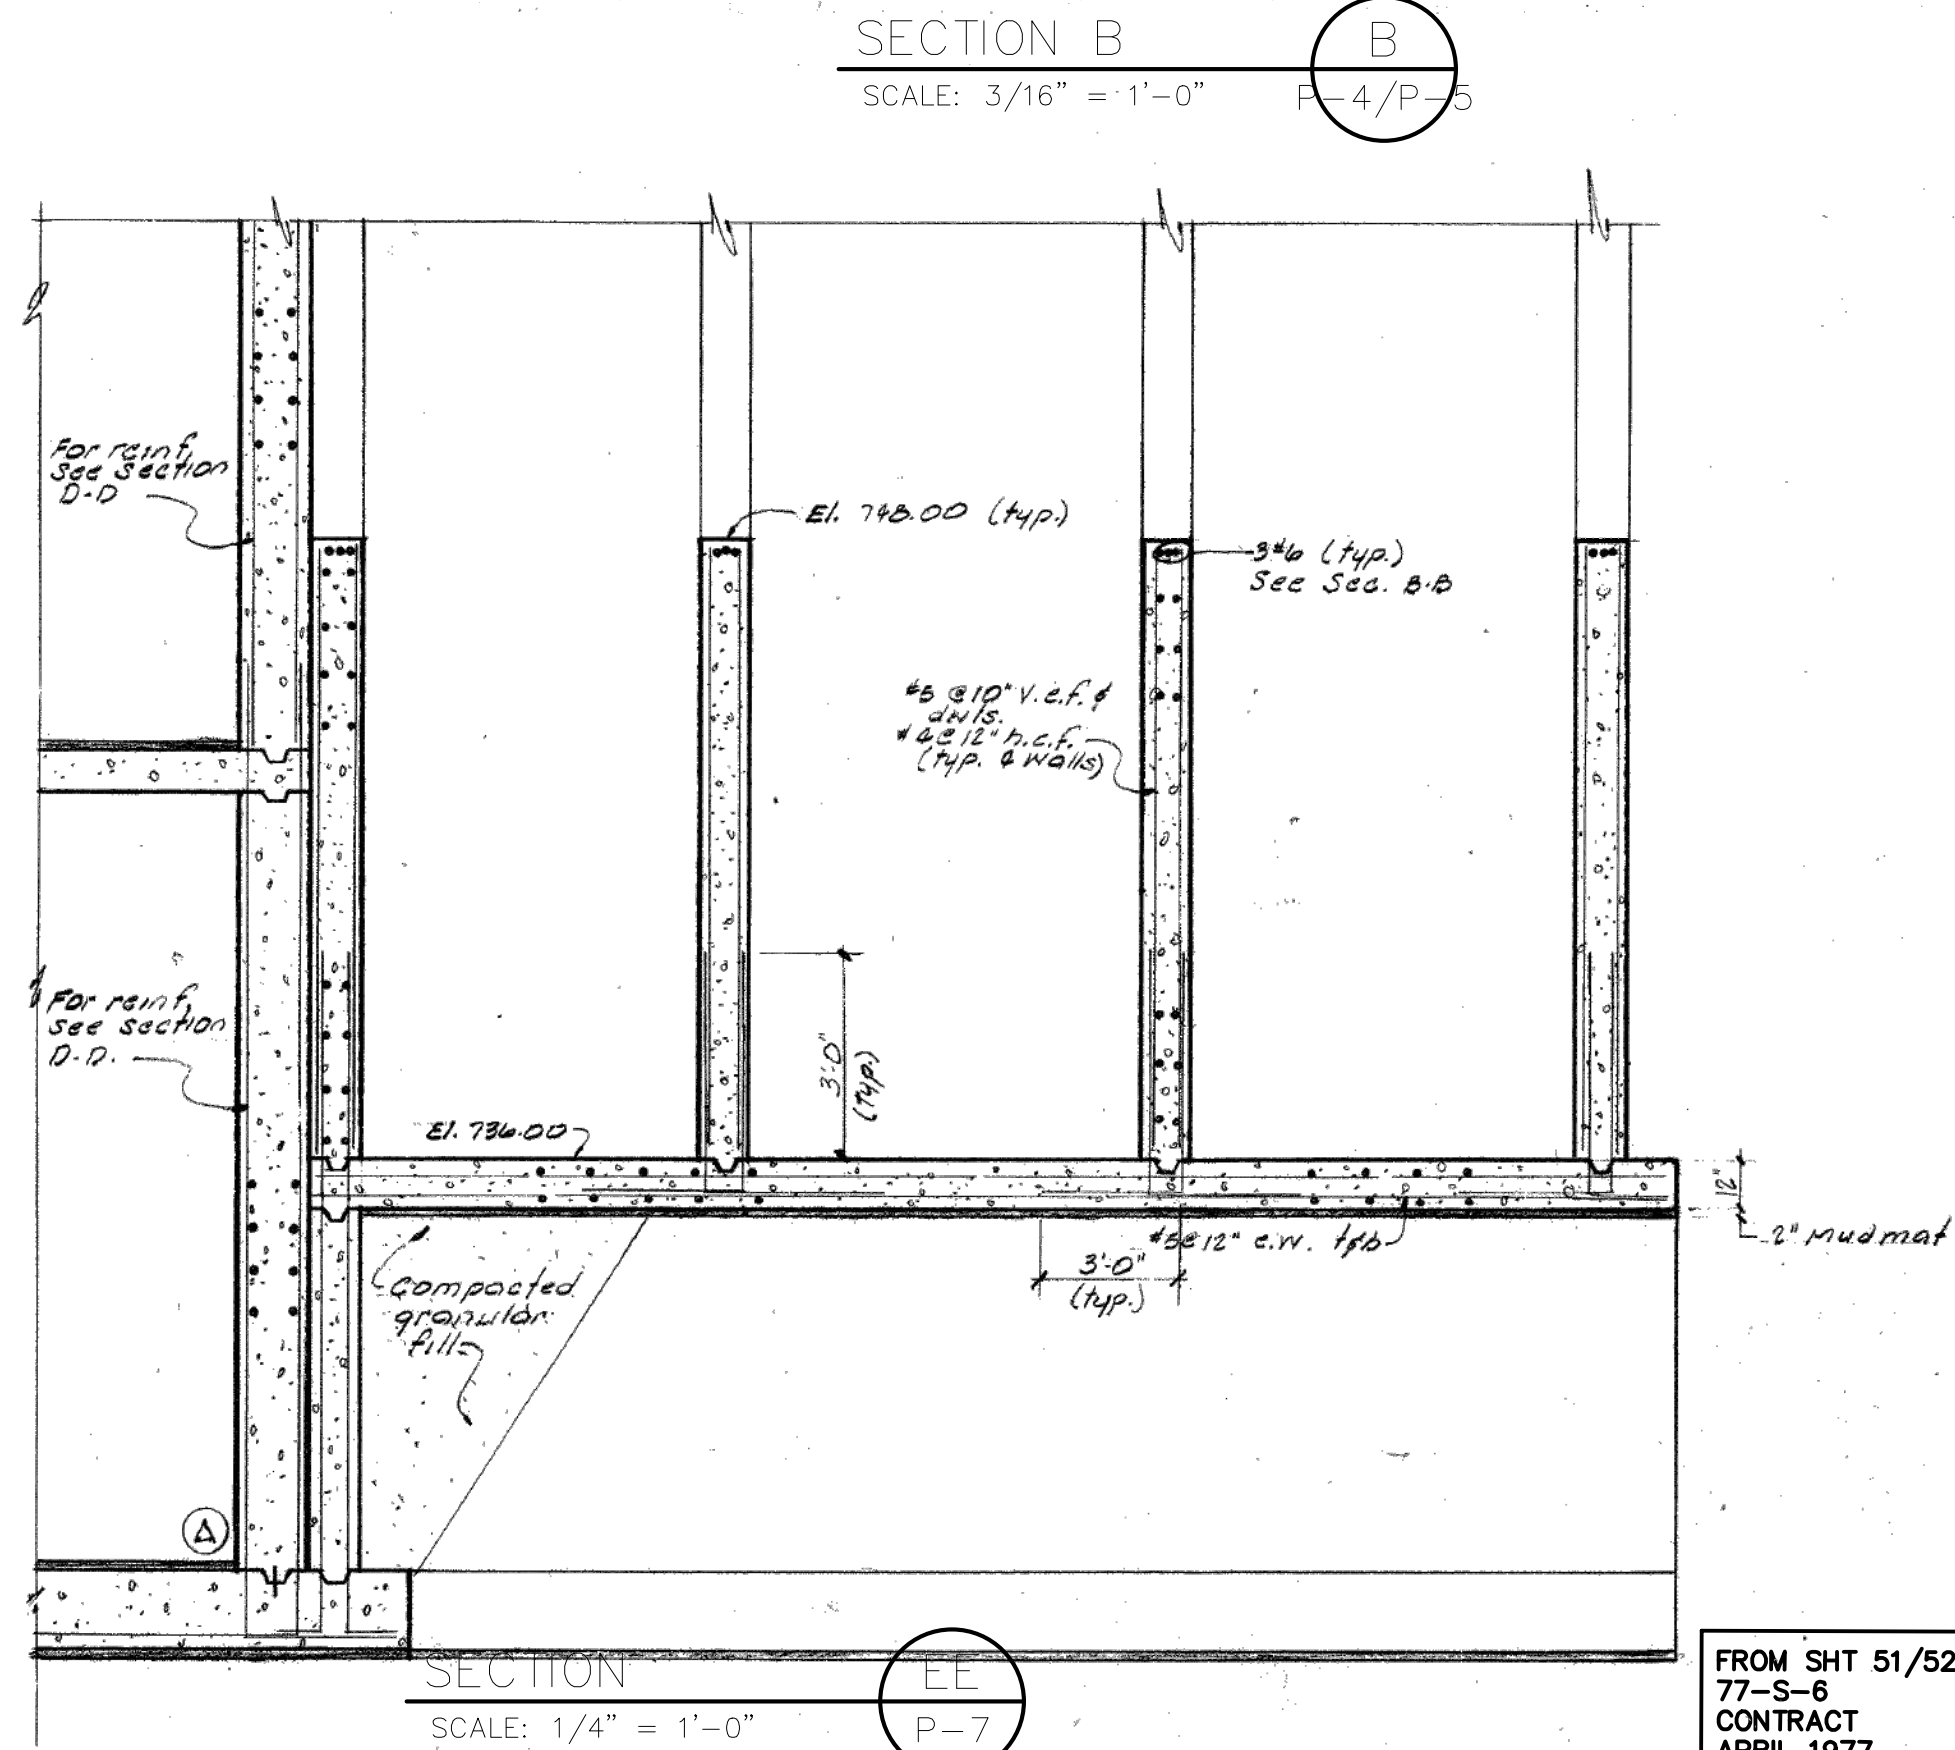 SECTION B
B
SCALE: 3/16" = 1'-0"
P-4/P-5
For reinf,
see section
D-D
El. 748.00 (typ.)
3#6 (typ.)
See Sec. B-B
#5 @10" V.e.f. &
dwls.
#4@12" h.e.f.
(typ. 4 walls)
For reinf,
see section
D-D.
3'-0"
(typ.)
El. 736.00
12"
2" mudmat
#5@12" e.w. t&b
3'-0"
(typ.)
Compacted
granular
fill
A
SECTION
EE
SCALE: 1/4" = 1'-0"
P-7
FROM SHT 51/52
77-S-6
CONTRACT
APRIL 1977